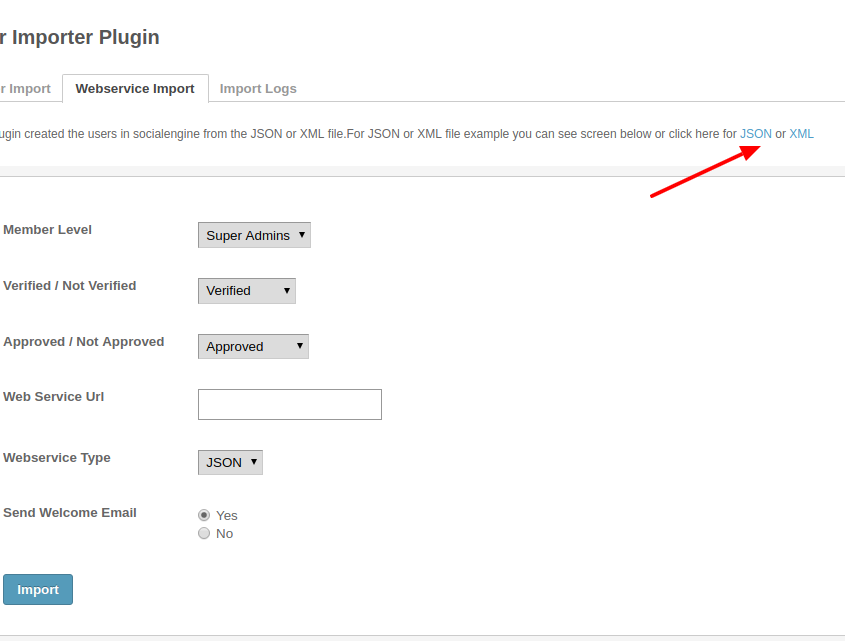 r Importer Plugin
r Import Webservice Import Import Logs
ugin created the users in socialengine from the JSON or XML file.For JSON or XML file example you can see screen below or click here for JSON or XML
Member Level Super Admins
Verified / Not Verified Verified
Approved / Not Approved Approved
Web Service Url
Webservice Type JSON
Send Welcome Email Yes
No
Import